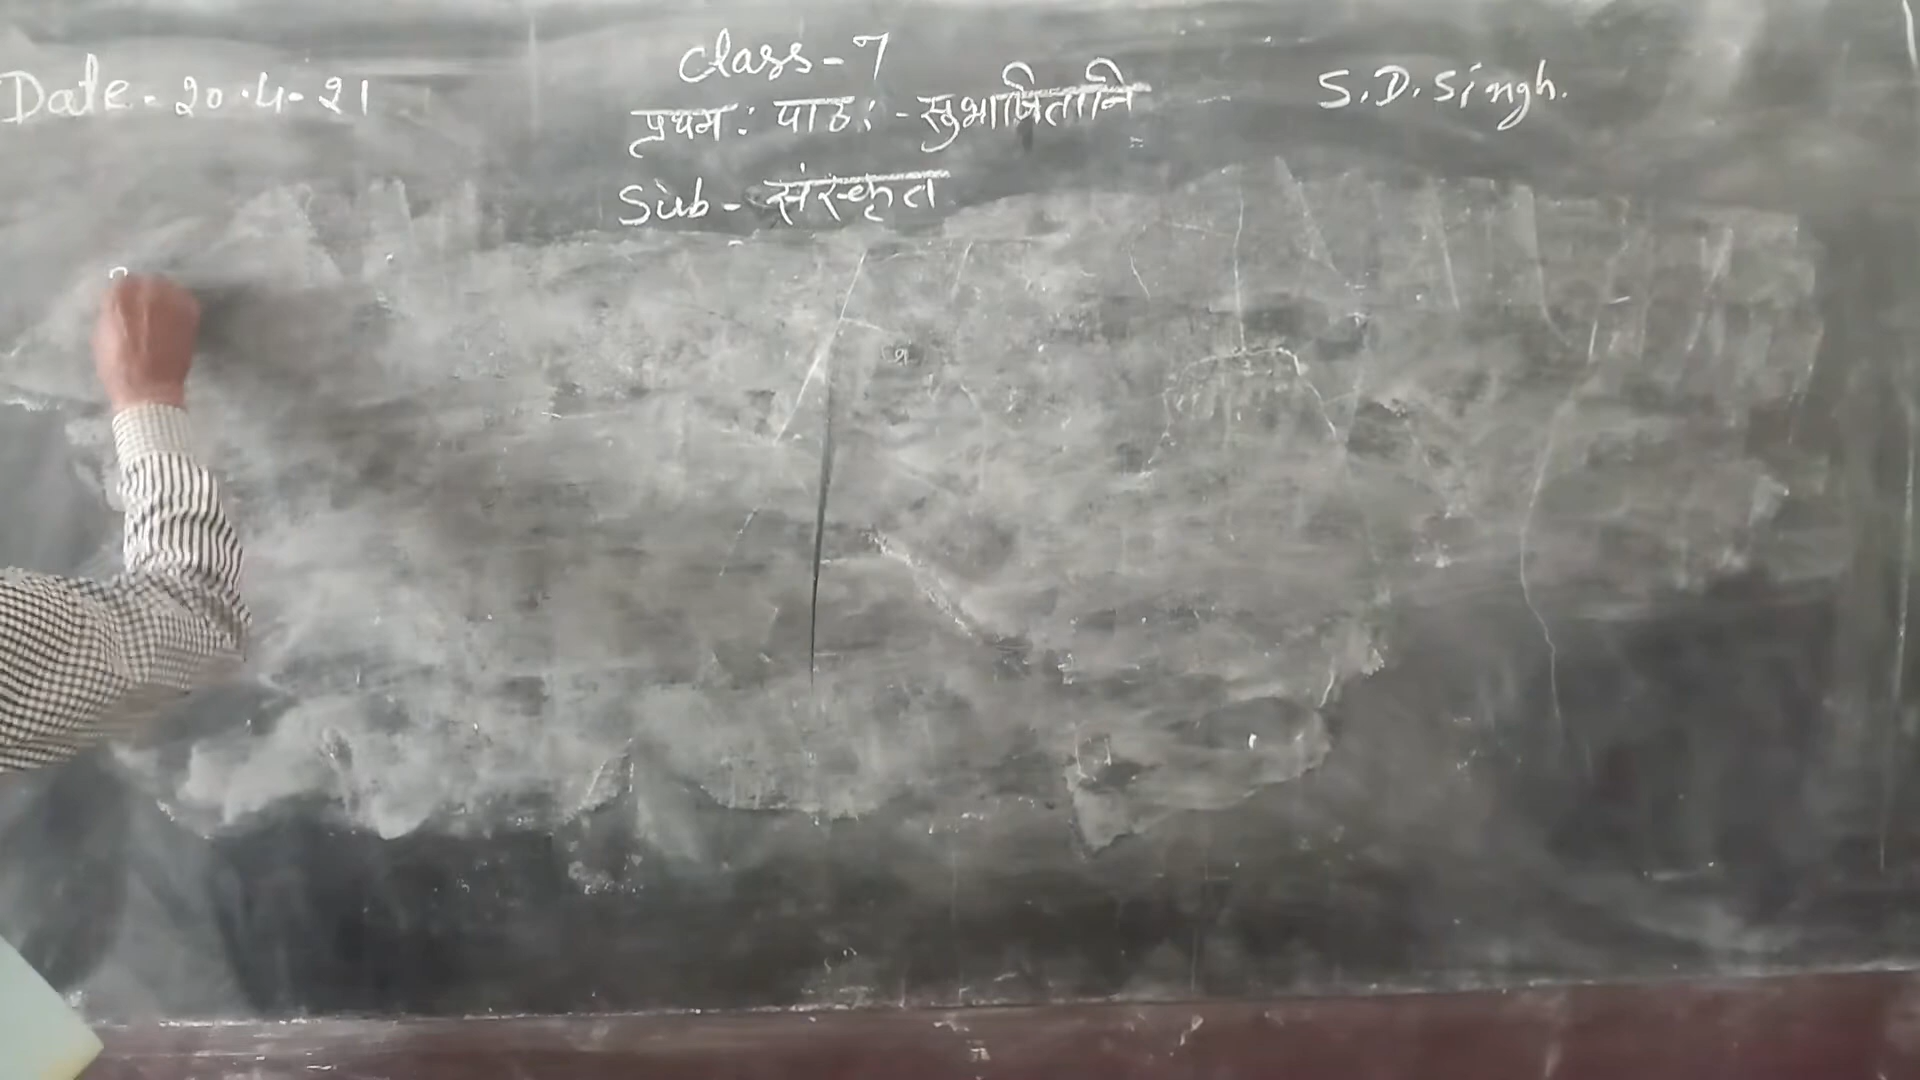 Class - 7
Date - 20.4-21
प्रथमः पाठः - सुभाषितानि
S.D. Singh.
Sub - संस्कृत